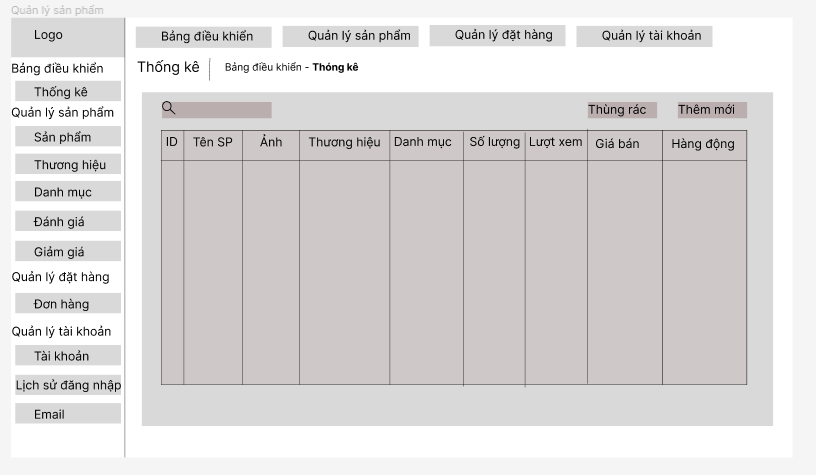 Quản lý sản phẩm
Logo
Bảng điều khiển
Quản lý sản phẩm
Quản lý đặt hàng
Quản lý tài khoản
Bảng điều khiển
Thống kê
Quản lý sản phẩm
Sản phẩm
Thương hiệu
Danh mục
Đánh giá
Giảm giá
Quản lý đặt hàng
Đơn hàng
Quản lý tài khoản
Tài khoản
Lịch sử đăng nhập
Email
Thống kê
Bảng điều khiển - Thóng kê
Thùng rác
Thêm mới
ID
Tên SP
Ảnh
Thương hiệu
Danh mục
Số lượng
Lượt xem
Giá bán
Hàng động